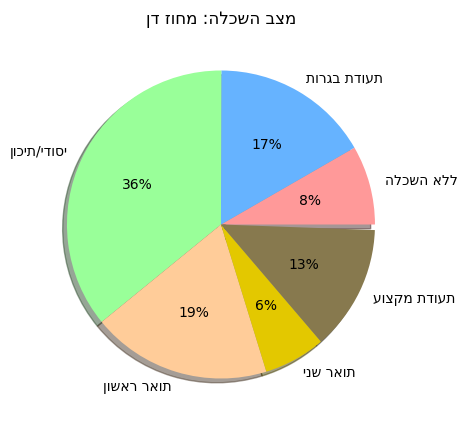 מצב השכלה: מחוז דן
תעודת בגרות
17%
יסודי/תיכון
36%
ללא השכלה
8%
13%
תעודת מקצוע
19%
6%
תואר שני
תואר ראשון